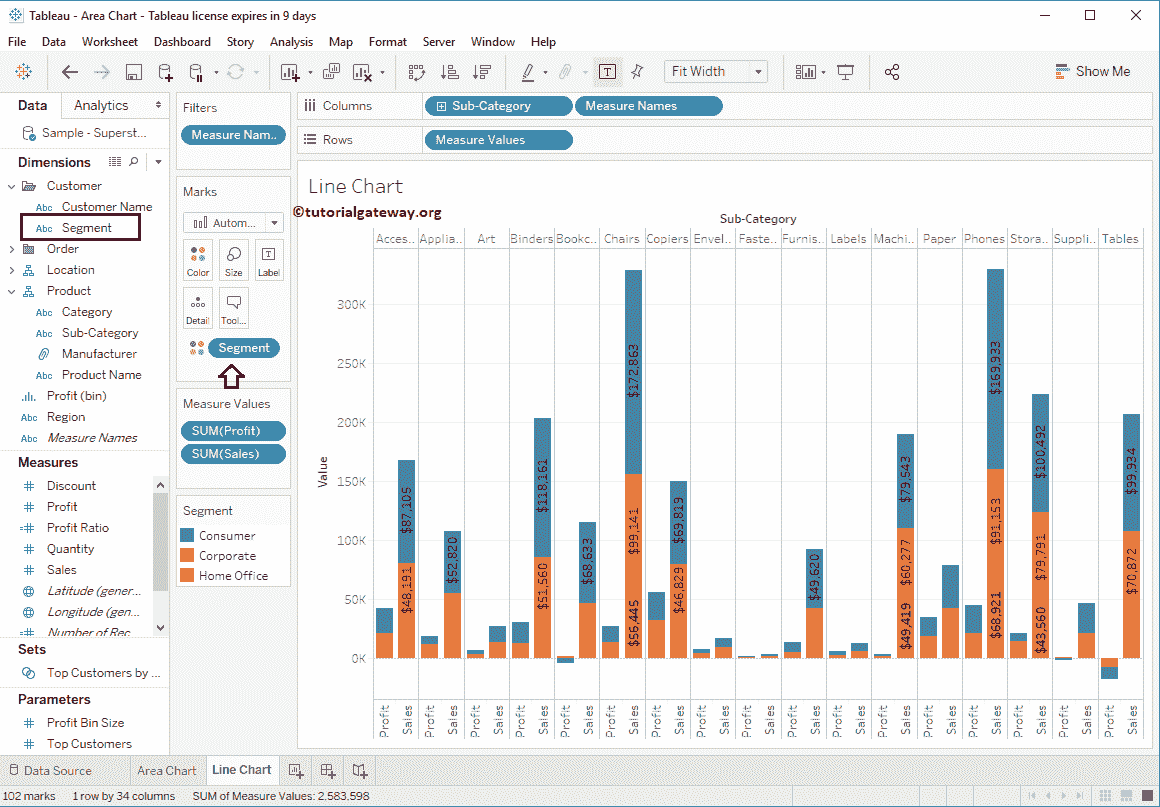 Tableau - Area Chart - Tableau license expires in 9 days
File Data Worksheet Dashboard Story Analysis Map Format Server Window Help
Fit Width
Show Me
Data Analytics
Sample - Superst...
Dimensions
Customer
Customer Name
Abc
Segment
Abc
Order
Location
Product
Abc Category
Abc Sub-Category
Manufacturer
Abc Product Name
Profit (bin)
Abc Region
Abc Measure Names
Measures
Discount
Profit
Profit Ratio
Quantity
Sales
Latitude (gener...
Longitude (gen...
Number of Rec
Sets
Top Customers by ...
Parameters
Profit Bin Size
Top Customers
Filters
Measure Nam..
Marks
Autom...
Color Size Label
Detail Tool...
Segment
Measure Values
SUM(Profit)
SUM(Sales)
Segment
Consumer
Corporate
Home Office
Columns Sub-Category Measure Names
Rows Measure Values
Line Chart
©tutorialgateway.org
Sub-Category
Acces.. Applia.. Art Binders Bookc.. Chairs Copiers Envel.. Faste.. Furnis.. Labels Machi.. Paper Phones Stora.. Suppli.. Tables
Value
300K
250K
200K
150K
100K
50K
0K
$87,105
$48,191
$52,820
$118,161
$51,560
$68,633
$172,863
$99,141
$56,445
$69,819
$46,829
$49,620
$79,543
$60,277
$49,419
$169,933
$91,153
$68,921
$100,492
$79,791
$43,560
$99,934
$70,872
Profit Sales Profit Sales Profit Sales Profit Sales Profit Sales Profit Sales Profit Sales Profit Sales Profit Sales Profit Sales Profit Sales Profit Sales Profit Sales Profit Sales Profit Sales Profit Sales Profit Sales
Data Source Area Chart Line Chart
102 marks 1 row by 34 columns SUM of Measure Values: 2,583,598